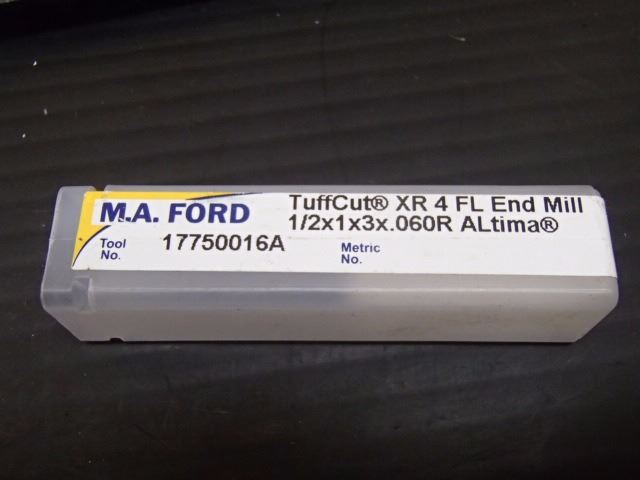 M.A. FORD
TuffCut® XR 4 FL End Mill
1/2x1x3x.060R ALtima®
Tool No. 17750016A
Metric No.